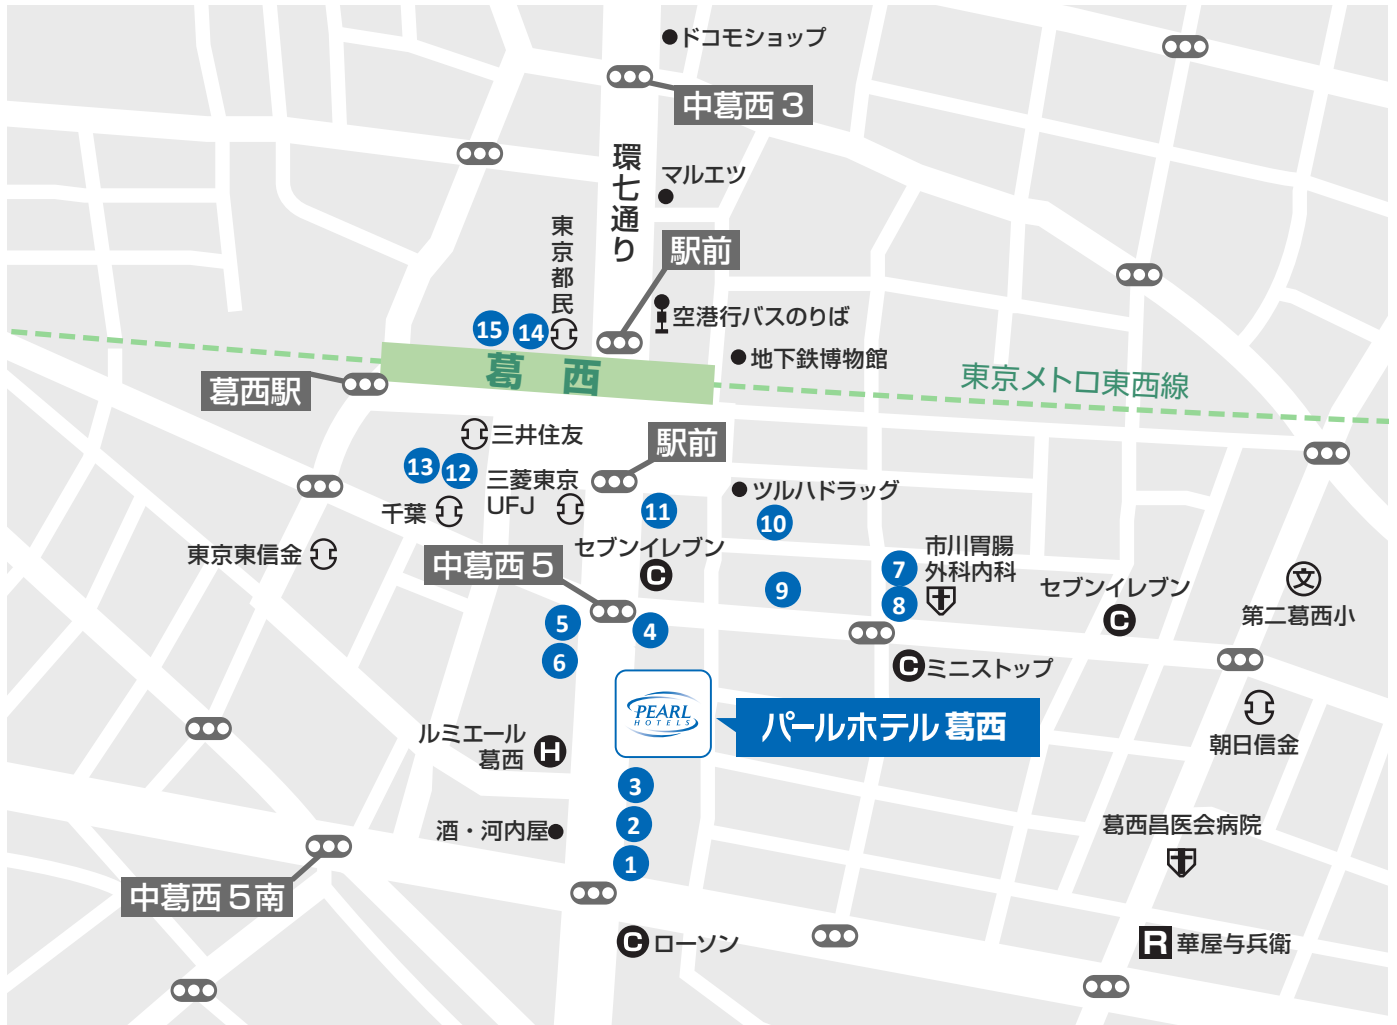 ドコモショップ
中葛西3
環七通り
マルエツ
東京都民
駅前
空港行バスのりば
15
14
地下鉄博物館
葛西
葛西駅
東京メトロ東西線
三井住友
駅前
13
12
三菱東京
UFJ
千葉
ツルハドラッグ
11
10
東京東信金
セブンイレブン
C
中葛西5
市川胃腸
外科内科
7
8
9
セブンイレブン
C
文
第二葛西小
5
4
6
C
ミニストップ
PEARL
HOTELS
パールホテル 葛西
朝日信金
ルミエール
葛西
H
3
酒・河内屋
2
1
葛西昌医会病院
中葛西5南
C
ローソン
R
華屋与兵衛